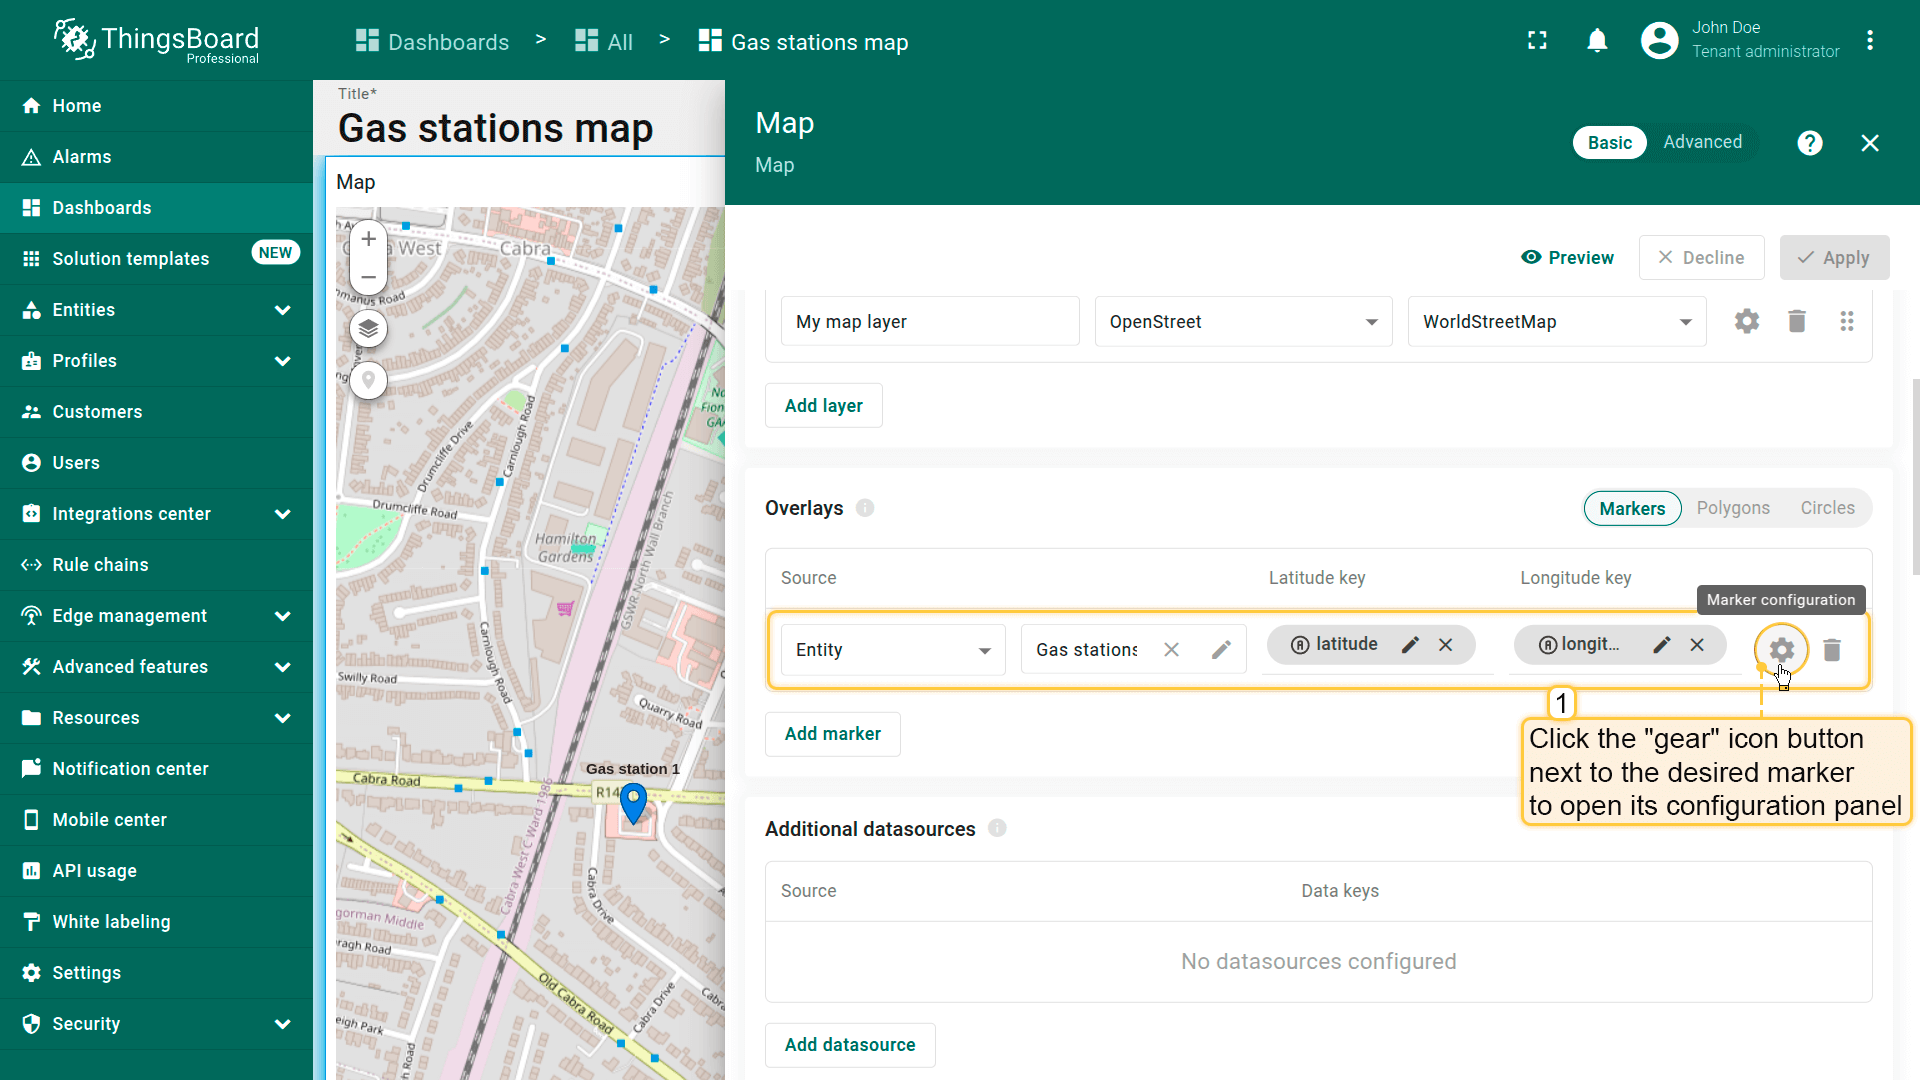 ThingsBoard
Professional
Dashboards > All > Gas stations map
John Doe
Tenant administrator
Home
Alarms
Dashboards
Solution templates NEW
Entities
Profiles
Customers
Users
Integrations center
Rule chains
Edge management
Advanced features
Resources
Notification center
Mobile center
API usage
White labeling
Settings
Security
Title*
Gas stations map
Map
+
−
West
Cabra
nmanus Road
Drumcliffe Drive
Carnlough Road
Drumcliffe Road
Hamilton
Gardens
GSWR North Wall Branch
Carnlough Road
Swilly Road
Quarry Road
Gas station 1
Cabra Road
Cabra West C Ward 1986
Cabra Drive
gorman Middle
aragh Road
Old Cabra Road
Cabra Drive
eigh Park
Map
Map
Basic
Advanced
Preview
Decline
Apply
My map layer
OpenStreet
WorldStreetMap
Add layer
Overlays
Markers
Polygons
Circles
Source
Latitude key
Longitude key
Marker configuration
Entity
Gas stations
latitude
longit...
Add marker
1
Click the "gear" icon button
next to the desired marker
to open its configuration panel
Additional datasources
Source
Data keys
No datasources configured
Add datasource